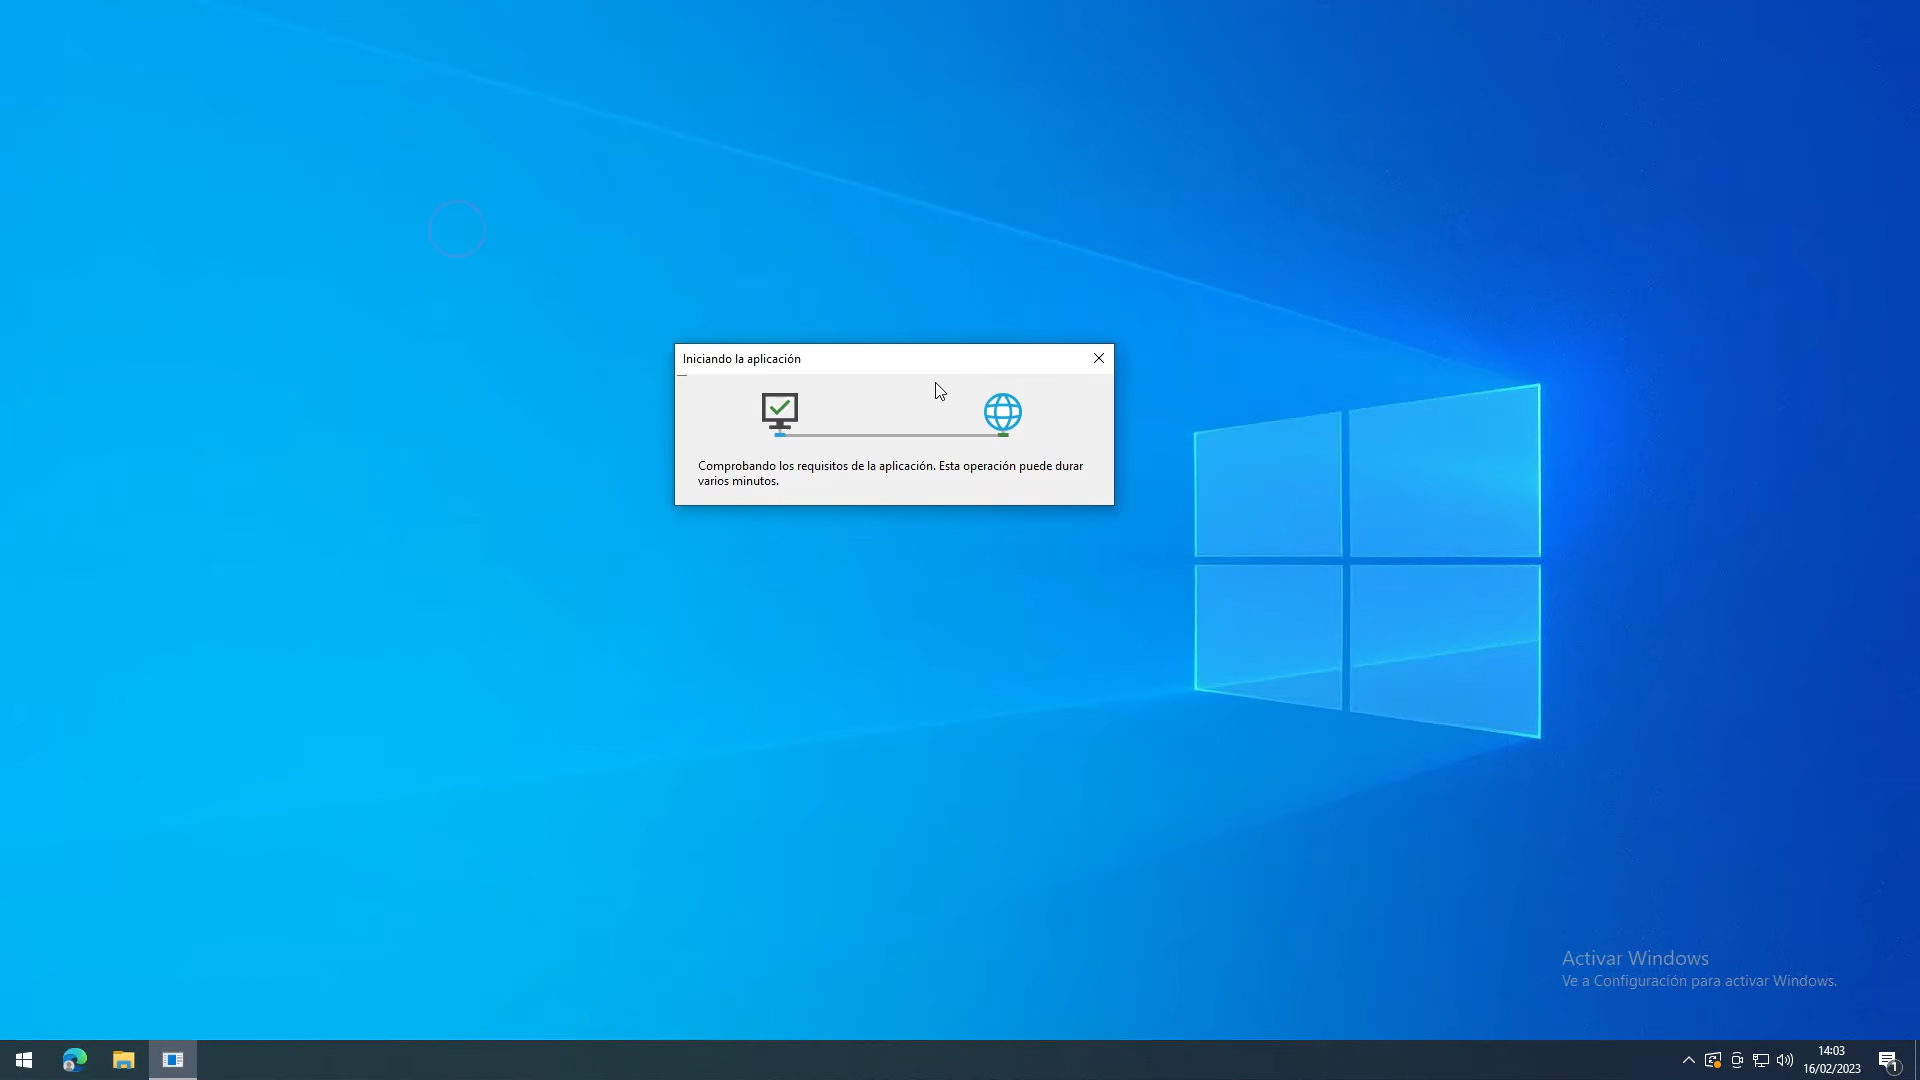 Iniciando la aplicación
Comprobando los requisitos de la aplicación. Esta operación puede durar
varios minutos.
Activar Windows
Ve a Configuración para activar Windows.
14:03
16/02/2023
1